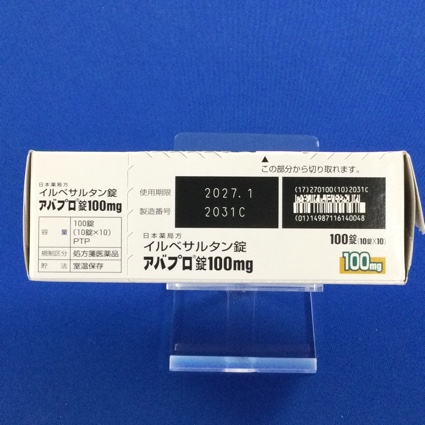 日本薬局方
イルベサルタン錠
アバプロ錠100mg
容 量 100錠
(10錠×10)
PTP
規制区分 処方箋医薬品
貯 法 室温保存
▲
この部分から切り取れます。
使用期限 2027.1
製造番号 2031C
(17)270100(10)2031C
(01)14987116140048
日本薬局方
イルベサルタン錠
アバプロ錠100mg
100錠(10錠×10)
100mg